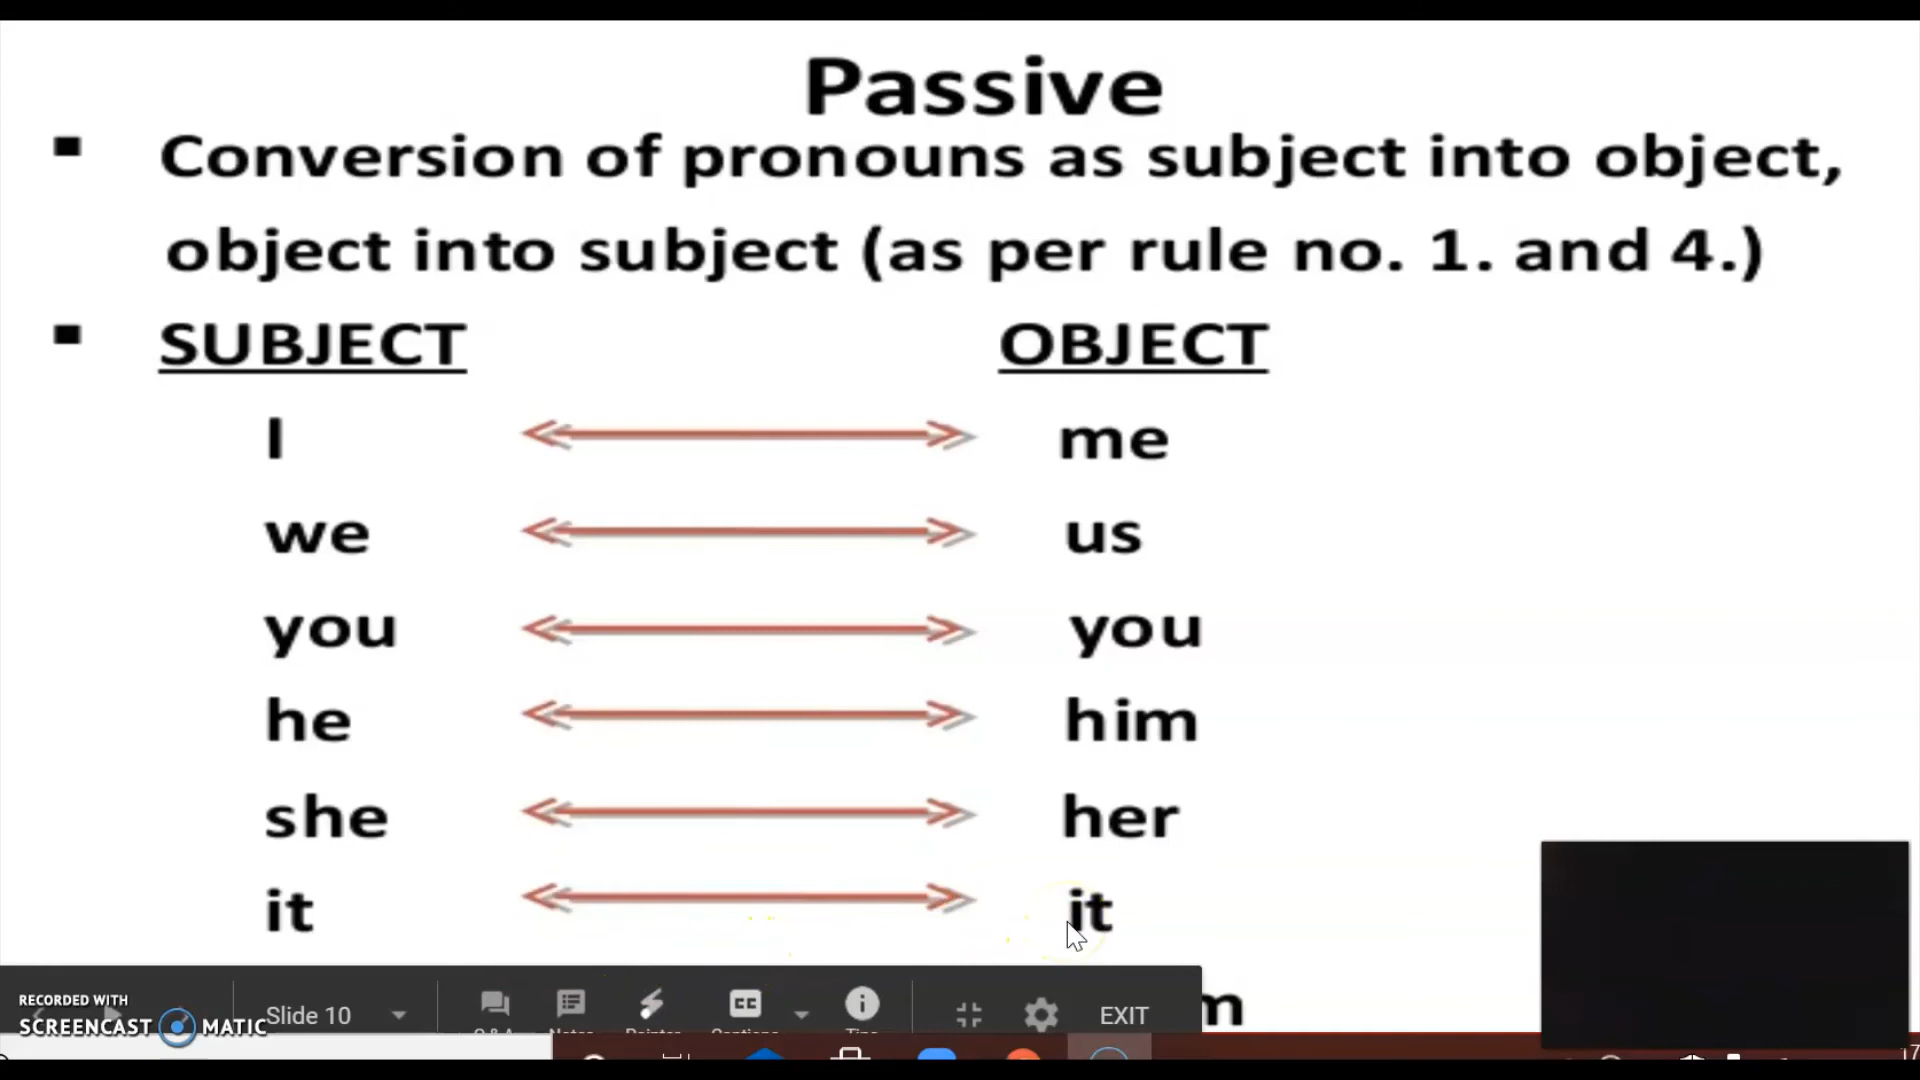 Passive
Conversion of pronouns as subject into object,
object into subject (as per rule no. 1. and 4.)
SUBJECT OBJECT
I me
we us
you you
he him
she her
it it
m
RECORDED WITH
SCREENCAST MATIC
Slide 10 EXIT
17